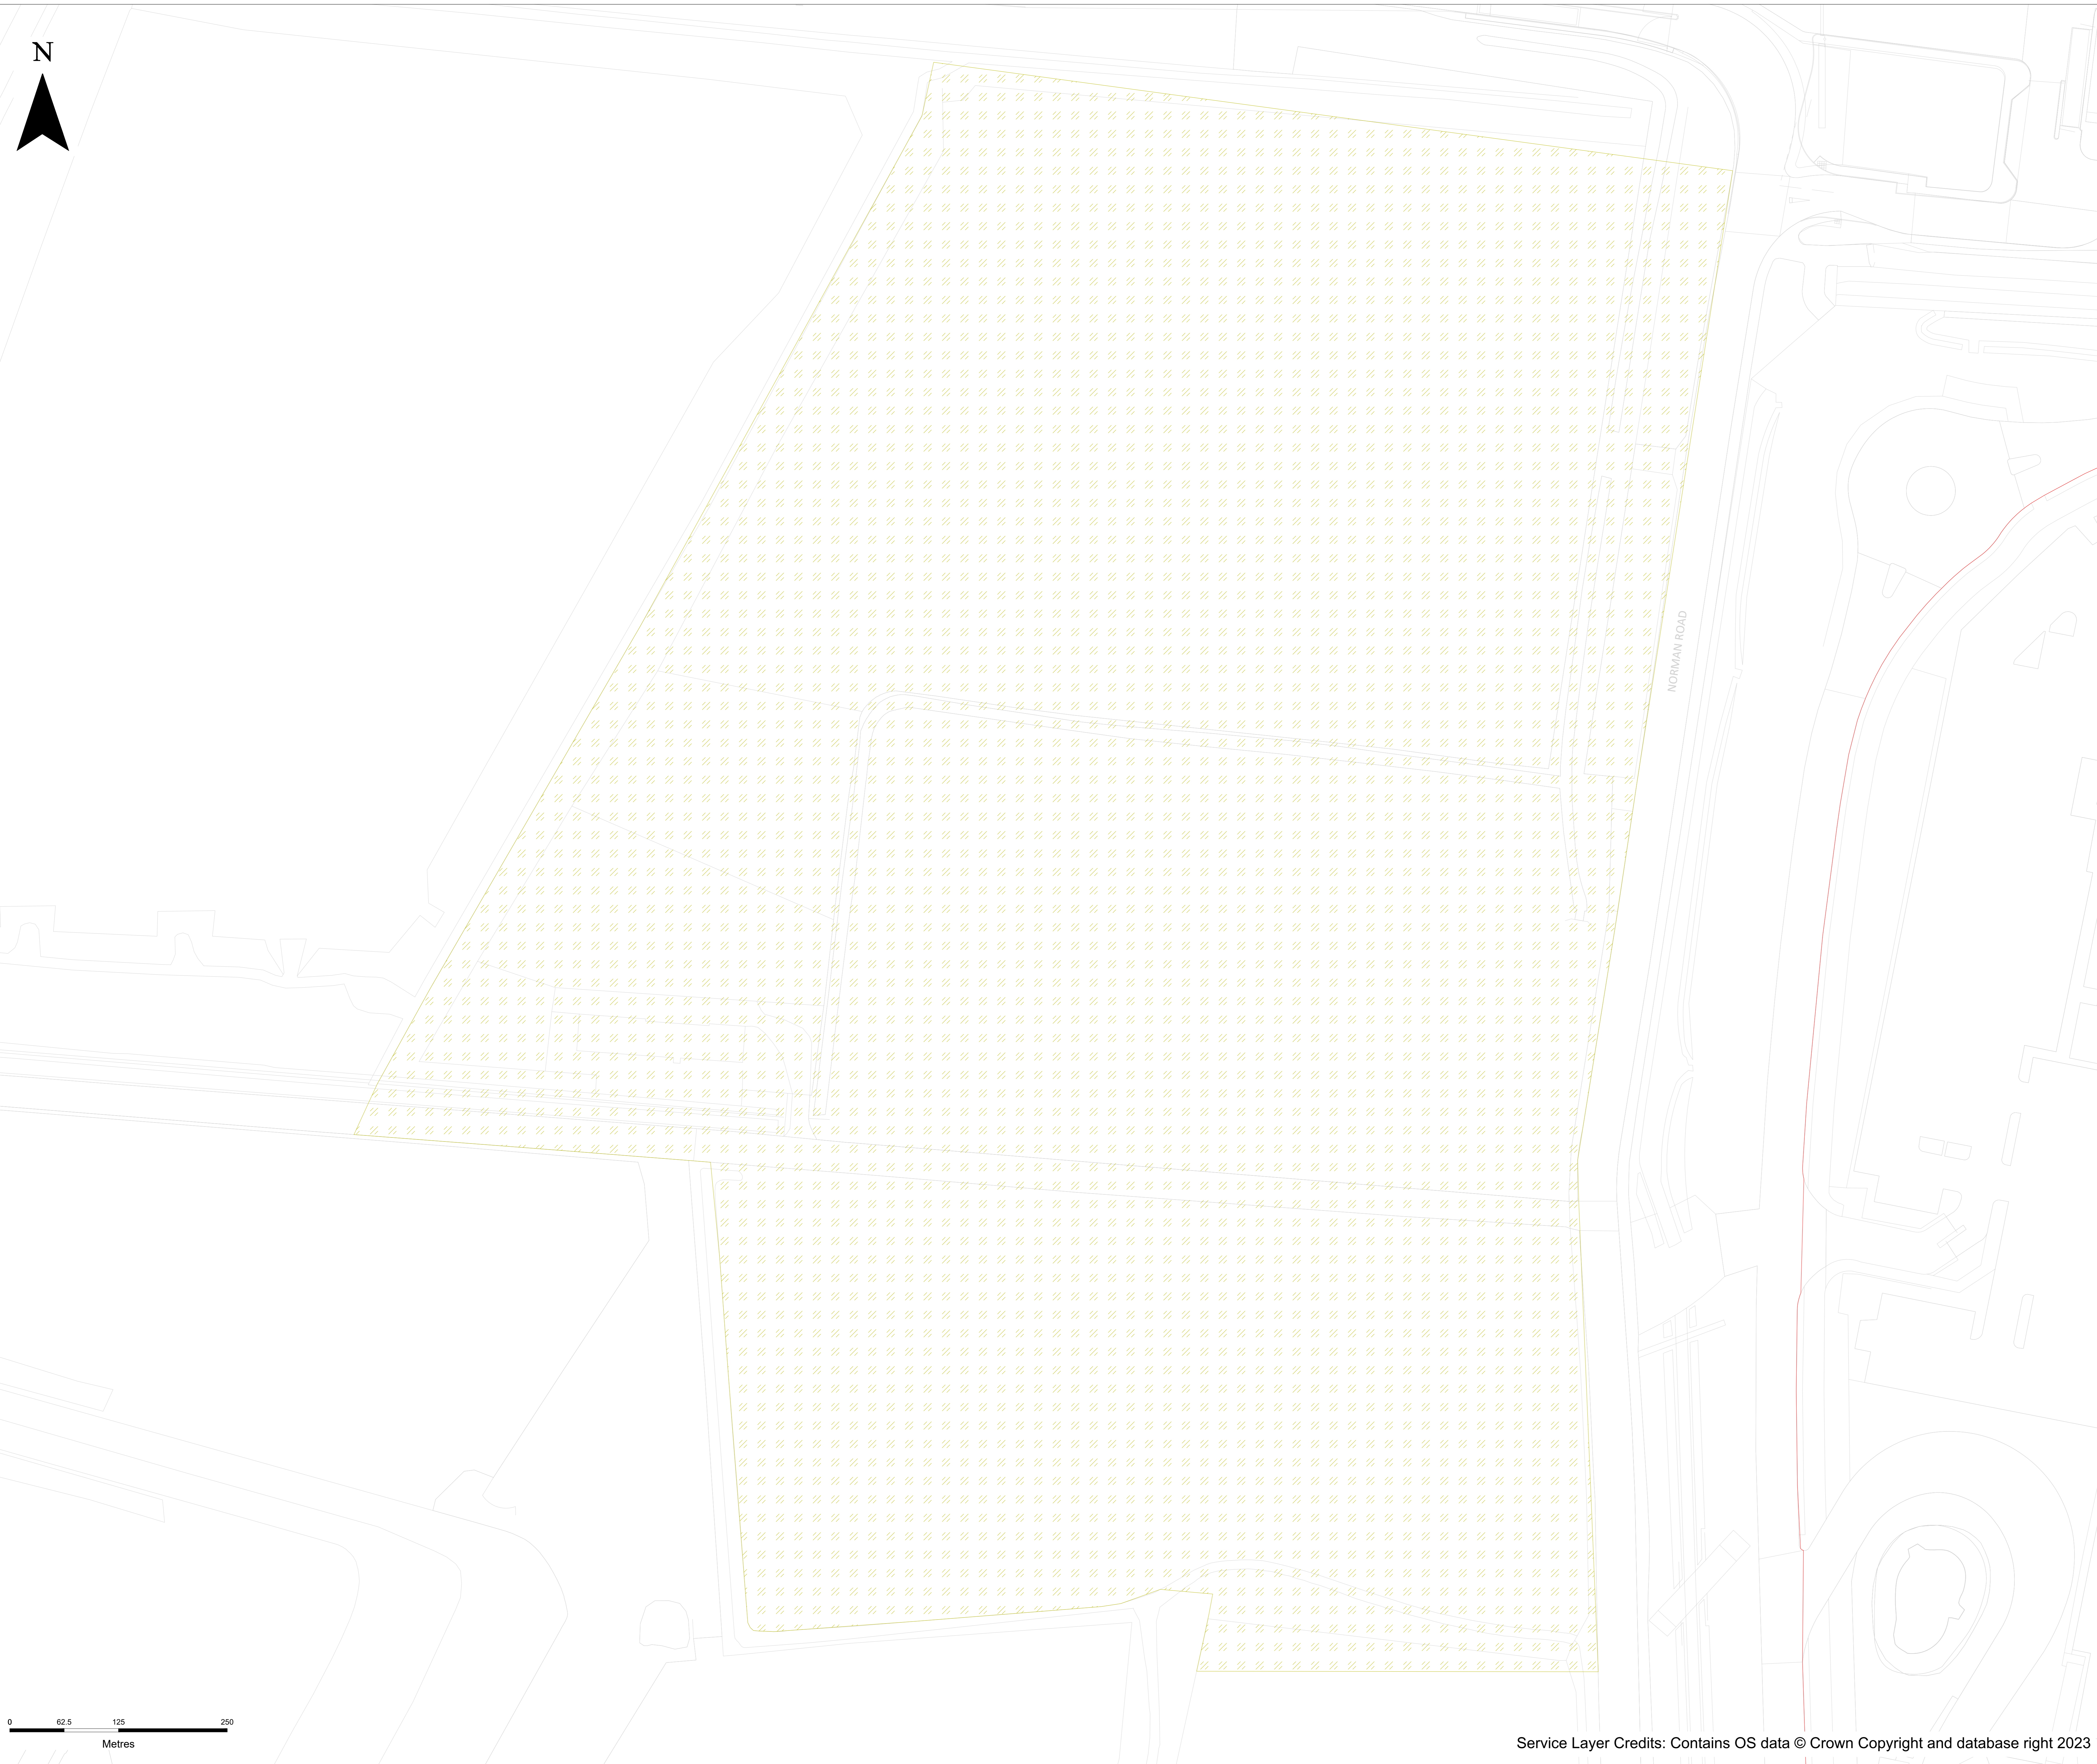 N
NORMAN ROAD
0 62.5 125 250
Metres
Service Layer Credits: Contains OS data © Crown Copyright and database right 2023